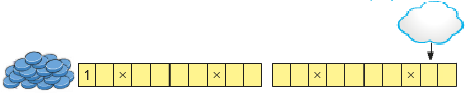 1 × × × ×